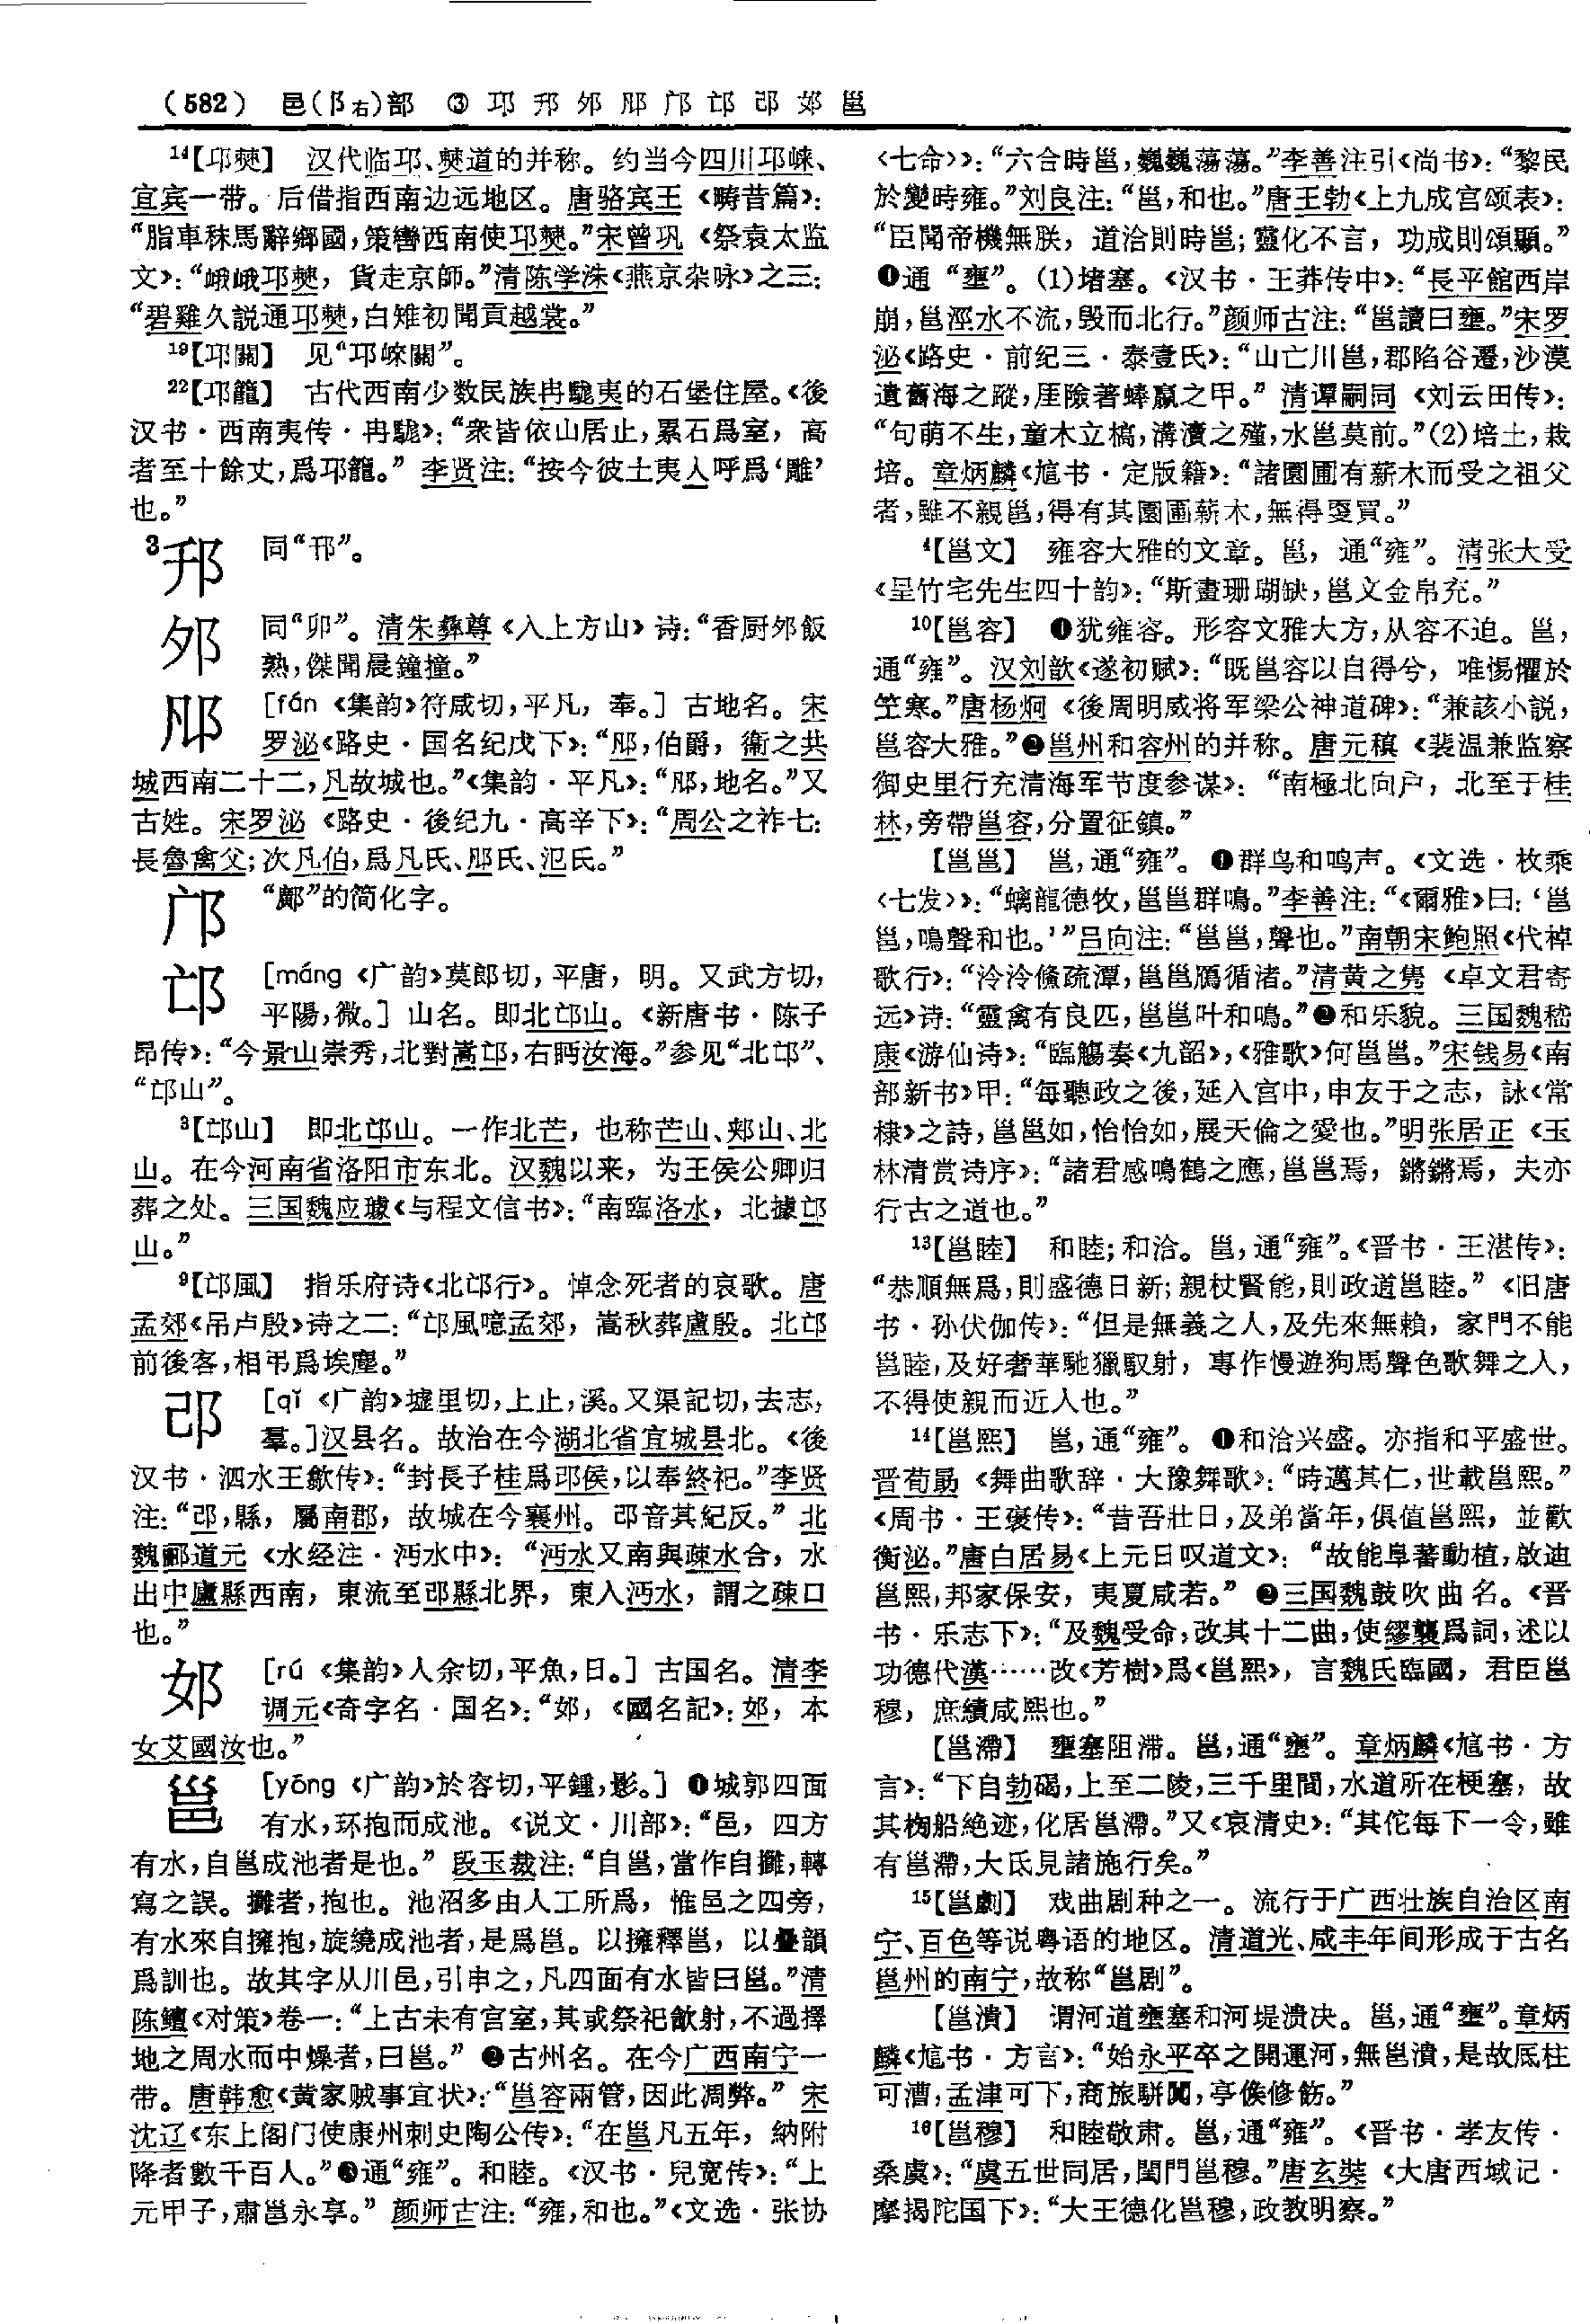 (582) 邑(阝右)部 ③ 邛 邘 夘 𨙸 邝 邙 邔 邚 邕
¹⁴【邛僰】 汉代临邛、僰道的并称。约当今四川邛崃、
宜宾一带。后借指西南边远地区。唐骆宾王《畴昔篇》:
“脂車秣馬辭鄉國,策轡西南使邛僰。”宋曾巩《祭袁太监
文》:“峨峨邛僰,貨走京師。”清陈学洙《燕京杂咏》之三:
“碧雞久説通邛僰,白雉初聞貢越裳。”
¹⁹【邛關】 见“邛崍關”。
²²【邛籠】 古代西南少数民族冉駹夷的石堡住屋。《後
汉书·西南夷传·冉駹》:“衆皆依山居止,累石爲室,高
者至十餘丈,爲邛籠。”李贤注:“按今彼土夷人呼爲‘雕’
也。”
³邘 同“邗”。
夘 同“卯”。清朱彝尊《入上方山》诗:“香厨夘飯
熟,傑閣晨鐘撞。”
[fán《集韵》符咸切,平凡,奉。] 古地名。宋
罗泌《路史·国名纪戊下》:“𨙸,伯爵,衞之共
城西南二十二,凡故城也。”《集韵·平凡》:“𨙸,地名。”又
古姓。宋罗泌《路史·後纪九·高辛下》:“周公之祚七:
長魯禽父;次凡伯,爲凡氏、𨙸氏、氾氏。”
邝 “鄺”的简化字。
邙 [máng《广韵》莫郎切,平唐,明。又武方切,
平陽,微。] 山名。即北邙山。《新唐书·陈子
昂传》:“今景山崇秀,北對嵩邙,右眄汝海。”参见“北邙”、
“邙山”。
³【邙山】 即北邙山。一作北芒,也称芒山、郏山、北
山。在今河南省洛阳市东北。汉魏以来,为王侯公卿归
葬之处。三国魏应璩《与程文信书》:“南臨洛水,北據邙
山。”
⁹【邙風】 指乐府诗《北邙行》。悼念死者的哀歌。唐
孟郊《吊卢殷》诗之二:“邙風噫孟郊,嵩秋葬盧殷。北邙
前後客,相弔爲埃塵。”
邔 [qǐ《广韵》墟里切,上止,溪。又渠記切,去志,
羣。]汉县名。故治在今湖北省宜城县北。《後
汉书·泗水王歙传》:“封長子柱爲邔侯,以奉終祀。”李贤
注:“邔,縣,屬南郡,故城在今襄州。邔音其紀反。”北
魏郦道元《水经注·沔水中》:“沔水又南與疎水合,水
出中廬縣西南,東流至邔縣北界,東入沔水,謂之疎口
也。”
邚 [rú《集韵》人余切,平魚,日。] 古国名。清李
调元《奇字名·国名》:“邚,《國名記》:邚,本
女艾國汝也。”
邕 [yōng《广韵》於容切,平鍾,影。] ❶城郭四面
有水,环抱而成池。《说文·川部》:“邑,四方
有水,自邕成池者是也。”段玉裁注:“自邕,當作自攤,轉
寫之誤。攤者,抱也。池沼多由人工所爲,惟邑之四旁,
有水來自擁抱,旋繞成池者,是爲邕。以擁釋邕,以疊韻
爲訓也。故其字从川邑,引申之,凡四面有水皆曰邕。”清
陈鳣《对策》卷一:“上古未有宫室,其或祭祀歆射,不過擇
地之周水而中燥者,曰邕。” ❷古州名。在今广西南宁一
带。唐韩愈《黄家贼事宜状》:“邕容兩管,因此凋弊。”宋
沈辽《东上阁门使康州刺史陶公传》:“在邕凡五年,納附
降者數千百人。”❸通“雍”。和睦。《汉书·兒宽传》:“上
元甲子,肅邕永享。”颜师古注:“雍,和也。”《文选·张协
<七命>》:“六合時邕,巍巍蕩蕩。”李善注引《尚书》:“黎民
於變時雍。”刘良注:“邕,和也。”唐王勃《上九成宫颂表》:
“臣聞帝機無朕,道洽則時邕;靈化不言,功成則頌顯。”
❹通“壅”。(1)堵塞。《汉书·王莽传中》:“長平館西岸
崩,邕涇水不流,毁而北行。”颜师古注:“邕讀曰壅。”宋罗
泌《路史·前纪三·泰壹氏》:“山亡川邕,郡陷谷遷,沙漠
遺舊海之蹤,厓險著蜯蠃之甲。”清谭嗣同《刘云田传》:
“句萌不生,童木立槁,溝瀆之殣,水邕莫前。”(2)培土,栽
培。章炳麟《訄书·定版籍》:“諸園圃有薪木而受之祖父
者,雖不親邕,得有其園圃薪木,無得更買。”
⁴【邕文】 雍容大雅的文章。邕,通“雍”。清张大受
《呈竹宅先生四十韵》:“斯畫珊瑚缺,邕文金帛充。”
¹⁰【邕容】 ❶犹雍容。形容文雅大方,从容不迫。邕,
通“雍”。汉刘歆《遂初赋》:“既邕容以自得兮,唯惕懼於
竺寒。”唐杨炯《後周明威将军梁公神道碑》:“兼該小説,
邕容大雅。”❷邕州和容州的并称。唐元稹《裴温兼监察
御史里行充清海军节度参谋》:“南極北向户,北至于桂
林,旁帶邕容,分置征鎮。”
【邕邕】 邕,通“雍”。❶群鸟和鸣声。《文选·枚乘
<七发>》:“螭龍德牧,邕邕群鳴。”李善注:“《爾雅》曰:‘邕
邕,鳴聲和也。’”吕向注:“邕邕,聲也。”南朝宋鲍照《代棹
歌行》:“泠泠儵疏潭,邕邕鴈循渚。”清黄之隽《卓文君寄
远》诗:“靈禽有良匹,邕邕叶和鳴。”❷和乐貌。三国魏嵇
康《游仙诗》:“臨觴奏《九韶》,《雅歌》何邕邕。”宋钱易《南
部新书》甲:“每聽政之後,延入宫中,申友于之志,詠《常
棣》之詩,邕邕如,怡怡如,展天倫之愛也。”明张居正《玉
林清赏诗序》:“諸君感鳴鶴之應,邕邕焉,鏘鏘焉,夫亦
行古之道也。”
¹³【邕睦】 和睦;和洽。邕,通“雍”。《晋书·王湛传》:
“恭順無爲,則盛德日新;親杖賢能,則政道邕睦。”《旧唐
书·孙伏伽传》:“但是無義之人,及先來無賴,家門不能
邕睦,及好奢華馳獵馭射,專作慢遊狗馬聲色歌舞之人,
不得使親而近人也。”
¹⁴【邕熙】 邕,通“雍”。❶和洽兴盛。亦指和平盛世。
晋荀勗《舞曲歌辞·大豫舞歌》:“時邁其仁,世載邕熙。”
《周书·王褒传》:“昔吾壯日,及弟當年,俱值邕熙,並歡
衡泌。”唐白居易《上元日叹道文》:“故能阜蕃動植,啟迪
邕熙,邦家保安,夷夏咸若。” ❷三国魏鼓吹曲名。《晋
书·乐志下》:“及魏受命,改其十二曲,使繆襲爲詞,述以
功德代漢……改《芳樹》爲《邕熙》,言魏氏臨國,君臣邕
穆,庶績咸熙也。”
【邕滯】 壅塞阻滞。邕,通“壅”。章炳麟《訄书·方
言》:“下自勃碣,上至二陵,三千里間,水道所在梗塞,故
其栰船絶迹,化居邕滯。”又《哀清史》:“其佗每下一令,雖
有邕滯,大氐見諸施行矣。”
¹⁵【邕劇】 戏曲剧种之一。流行于广西壮族自治区南
宁、百色等说粤语的地区。清道光、咸丰年间形成于古名
邕州的南宁,故称“邕剧”。
【邕潰】 谓河道壅塞和河堤溃决。邕,通“壅”。章炳
麟《訄书·方言》:“始永平卒之開運河,無邕潰,是故厎柱
可漕,孟津可下,商旅駢闐,亭候修飭。”
¹⁶【邕穆】 和睦敬肃。邕,通“雍”。《晋书·孝友传·
桑虞》:“虞五世同居,閨門邕穆。”唐玄奘《大唐西域记·
摩揭陀国下》:“大王德化邕穆,政教明察。”